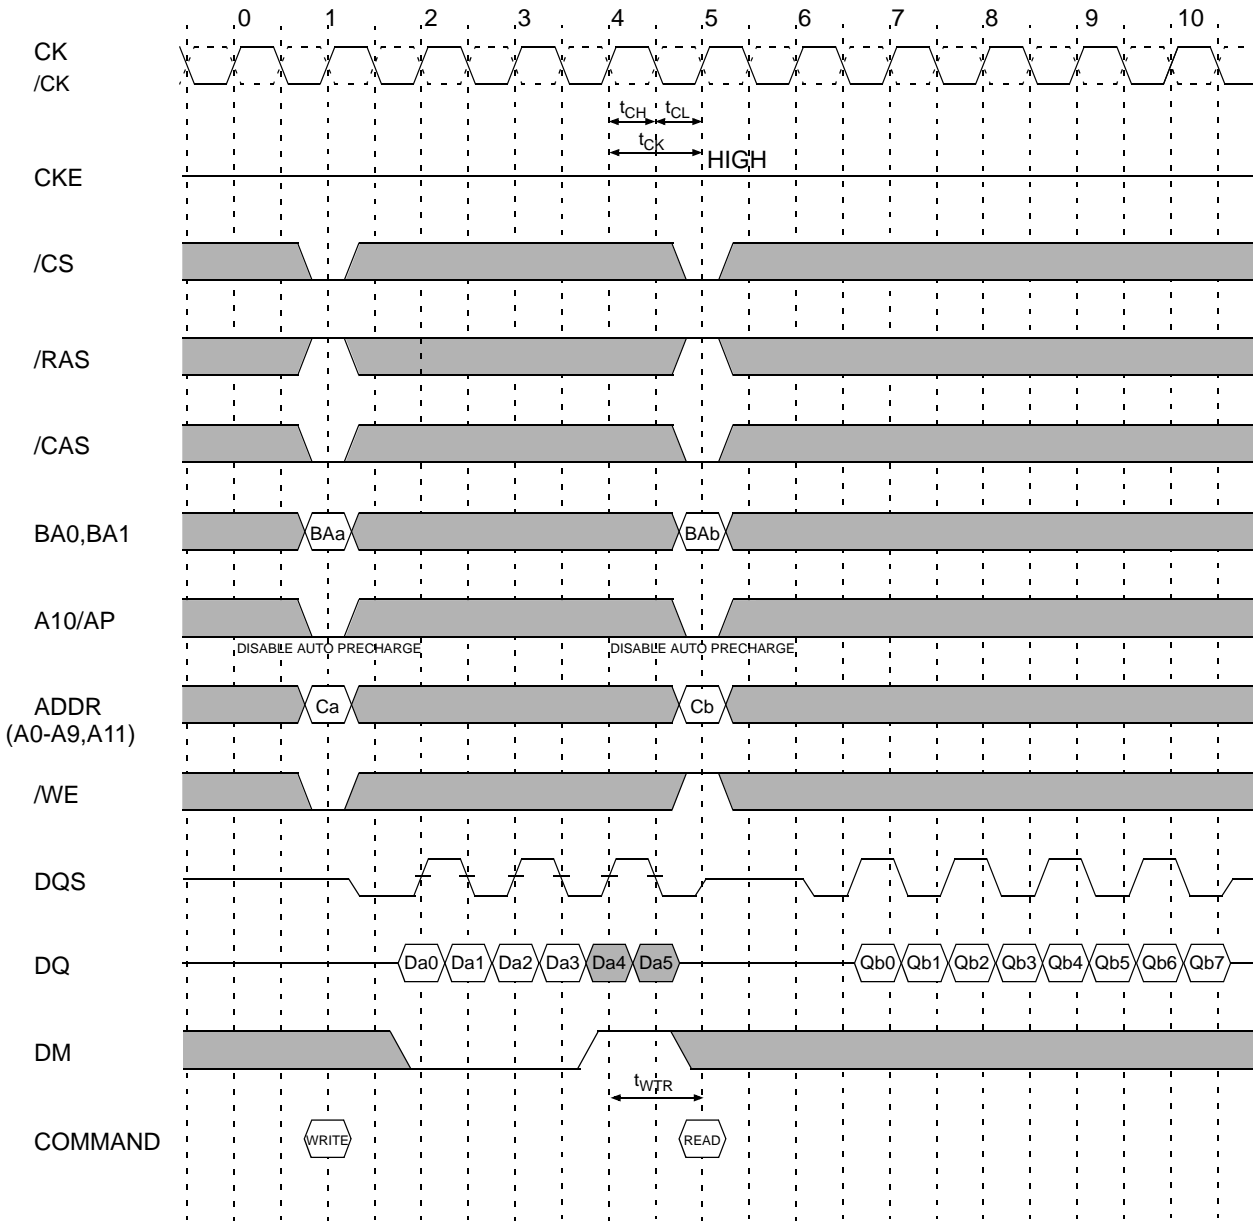 0 1 2 3 4 5 6 7 8 9 10
CK
/CK
tCH tCL
tCK
HIGH
CKE
/CS
/RAS
/CAS
BA0,BA1 BAa BAb
A10/AP
DISABLE AUTO PRECHARGE DISABLE AUTO PRECHARGE
ADDR Ca Cb
(A0-A9,A11)
/WE
DQS
DQ Da0 Da1 Da2 Da3 Da4 Da5 Qb0 Qb1 Qb2 Qb3 Qb4 Qb5 Qb6 Qb7
DM
tWTR
COMMAND WRITE READ